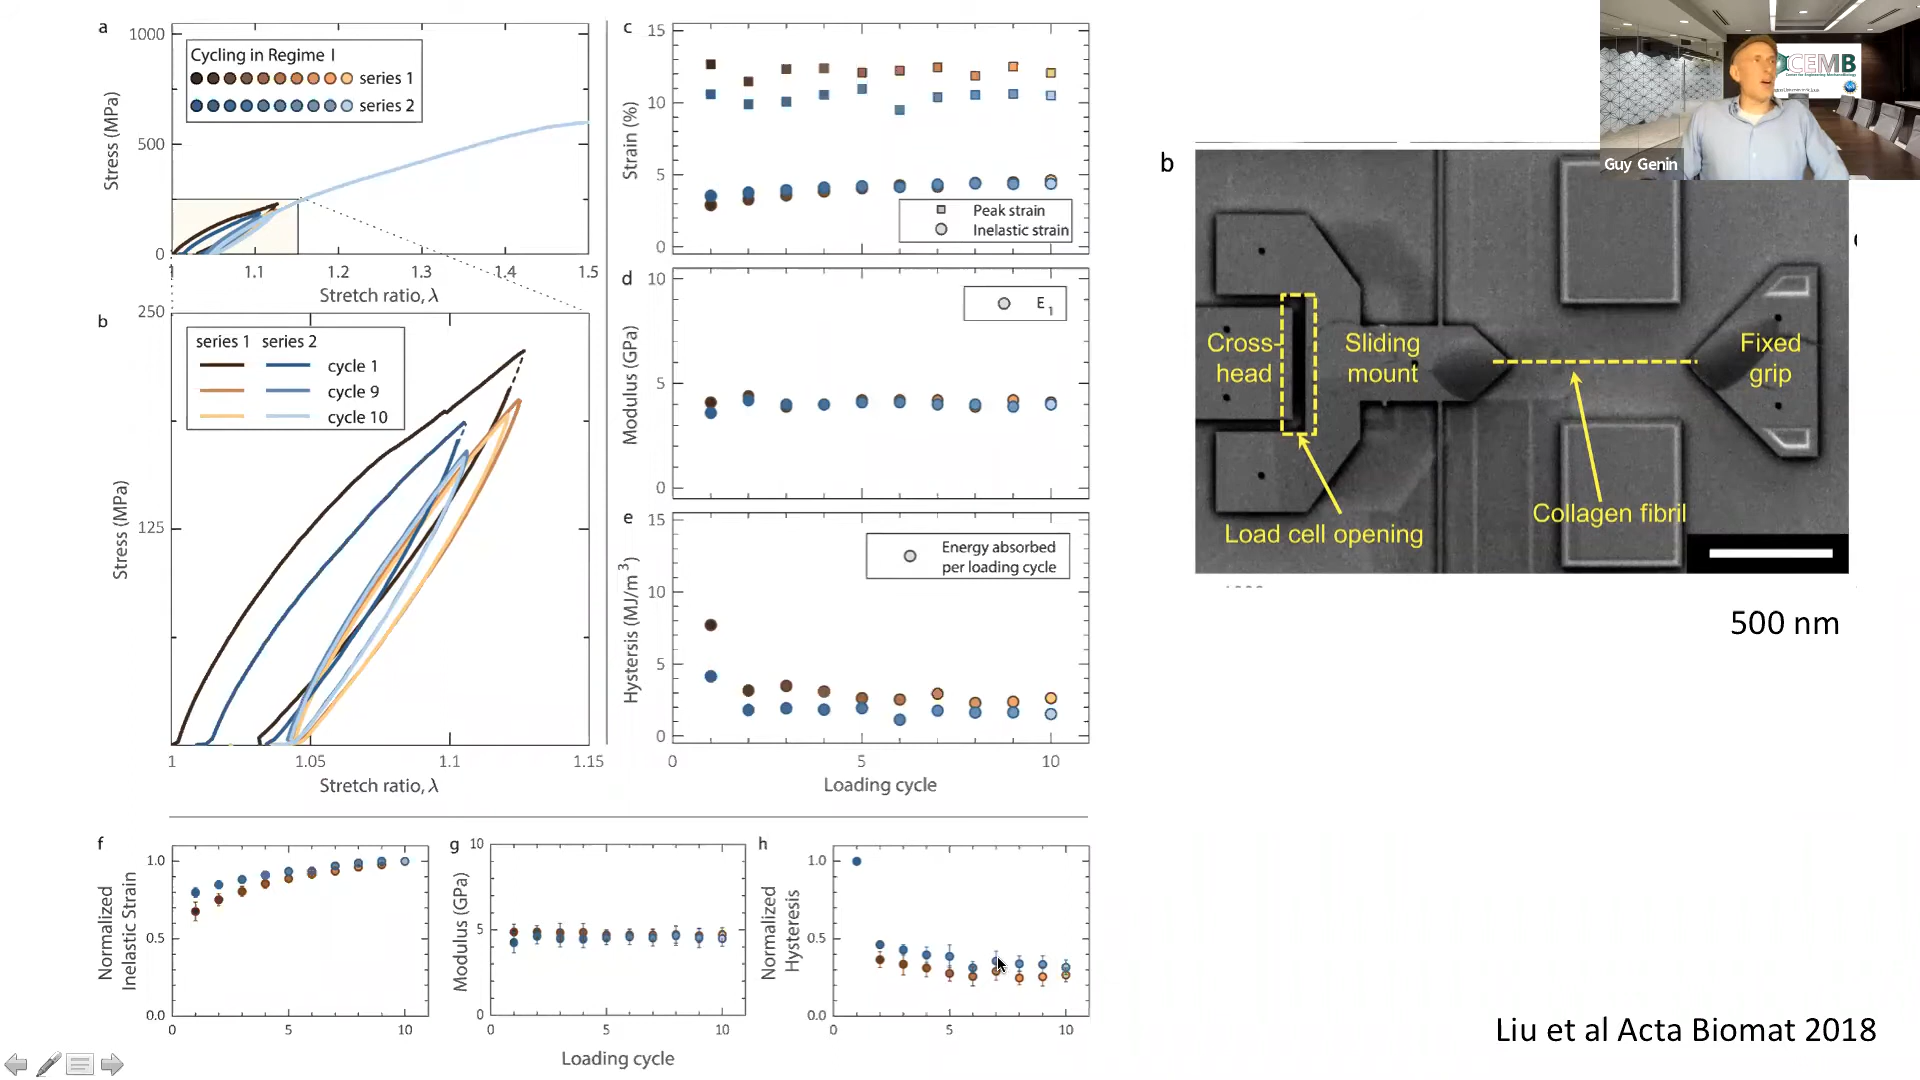 a
1000
500
0
Stress (MPa)
Cycling in Regime I
series 1
series 2
1
1.1
1.2
1.3
1.4
1.5
Stretch ratio, λ
b
250
125
Stress (MPa)
series 1 series 2
cycle 1
cycle 9
cycle 10
1
1.05
1.1
1.15
Stretch ratio, λ
c
15
10
5
0
Strain (%)
Peak strain
Inelastic strain
d
10
5
0
Modulus (GPa)
E1
e
15
10
5
0
Hystersis (MJ/m3)
Energy absorbed
per loading cycle
0
5
10
Loading cycle
f
1.0
0.5
0.0
Normalized
Inelastic Strain
0
5
10
g
10
5
0
Modulus (GPa)
0
5
10
Loading cycle
h
1.0
0.5
0.0
Normalized
Hysteresis
0
5
10
b
Cross-
head
Sliding
mount
Fixed
grip
Collagen fibril
Load cell opening
500 nm
Liu et al Acta Biomat 2018
CEMB
Guy Genin